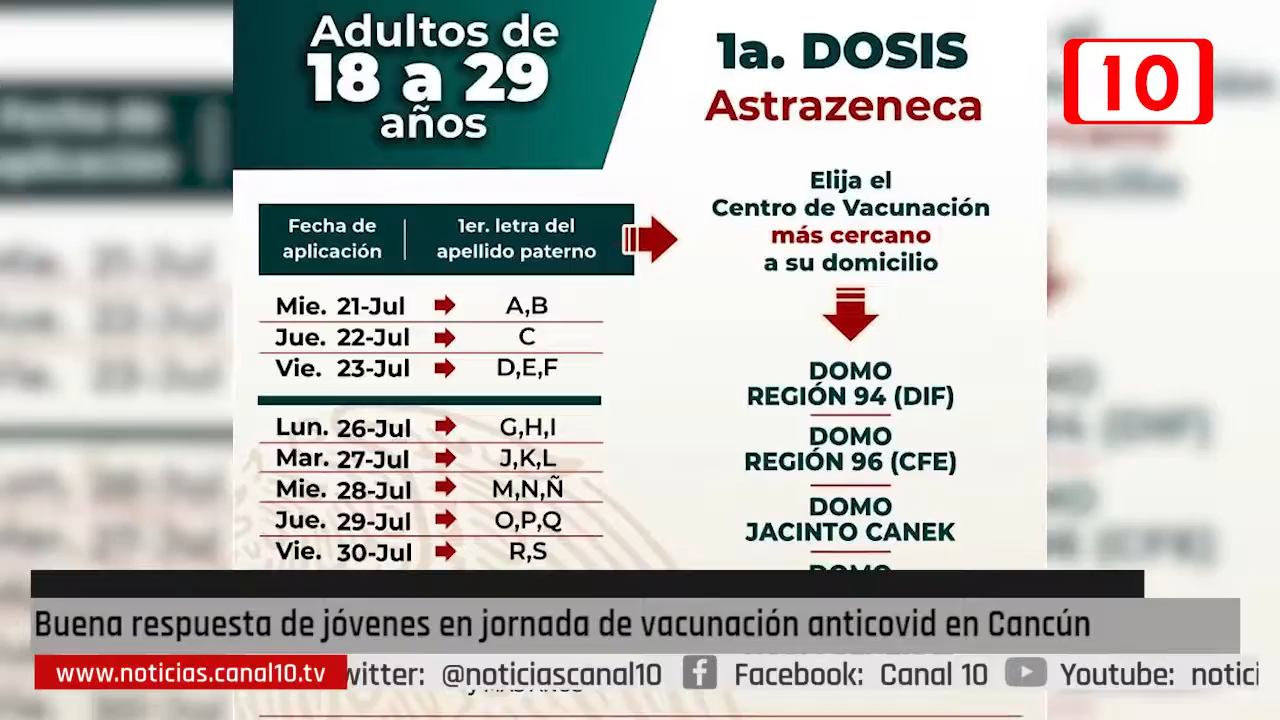 Adultos de
18 a 29
años
1a. DOSIS
Astrazeneca
10
Elija el
Centro de Vacunación
más cercano
a su domicilio
Fecha de
aplicación
1er. letra del
apellido paterno
Mie. 21-Jul A,B
Jue. 22-Jul C
Vie. 23-Jul D,E,F
Lun. 26-Jul G,H,I
Mar. 27-Jul J,K,L
Mie. 28-Jul M,N,Ñ
Jue. 29-Jul O,P,Q
Vie. 30-Jul R,S
DOMO
REGIÓN 94 (DIF)
DOMO
REGIÓN 96 (CFE)
DOMO
JACINTO CANEK
DOMO
Buena respuesta de jóvenes en jornada de vacunación anticovid en Cancún
www.noticias.canal10.tv witter: @noticiascanal10 Facebook: Canal 10 Youtube: notici